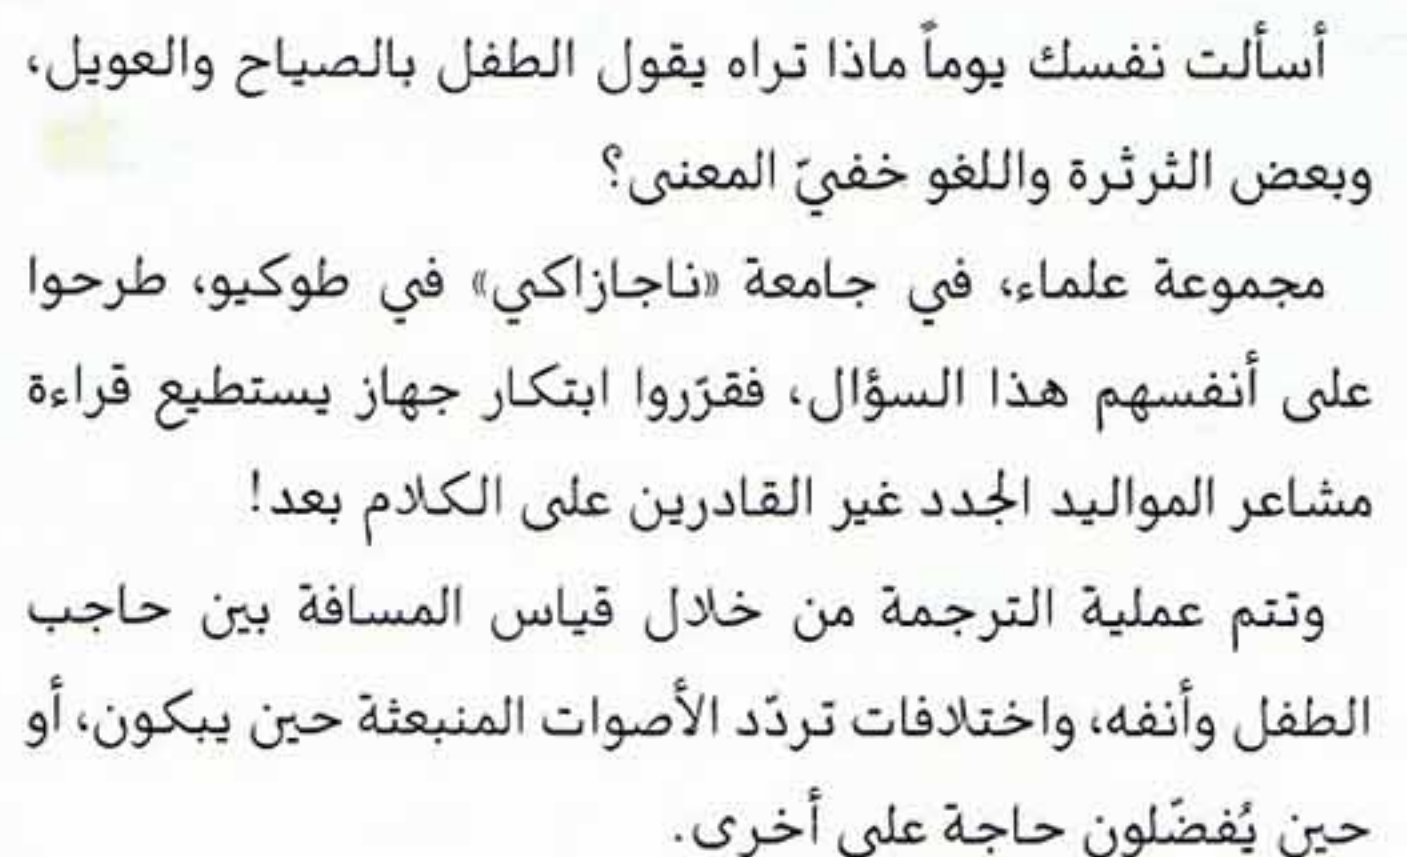 أسألت نفسك يوماً ماذا تراه يقول الطفل بالصياح والعويل،
وبعض الثرثرة واللغو خفيّ المعنى؟
مجموعة علماء، في جامعة «ناجازاكي» في طوكيو، طرحوا
على أنفسهم هذا السؤال، فقرّروا ابتكار جهاز يستطيع قراءة
مشاعر المواليد الجدد غير القادرين على الكلام بعد!
وتتم عملية الترجمة من خلال قياس المسافة بين حاجب
الطفل وأنفه، واختلافات تردّد الأصوات المنبعثة حين يبكون، أو
حين يُفضّلون حاجة على أخرى.